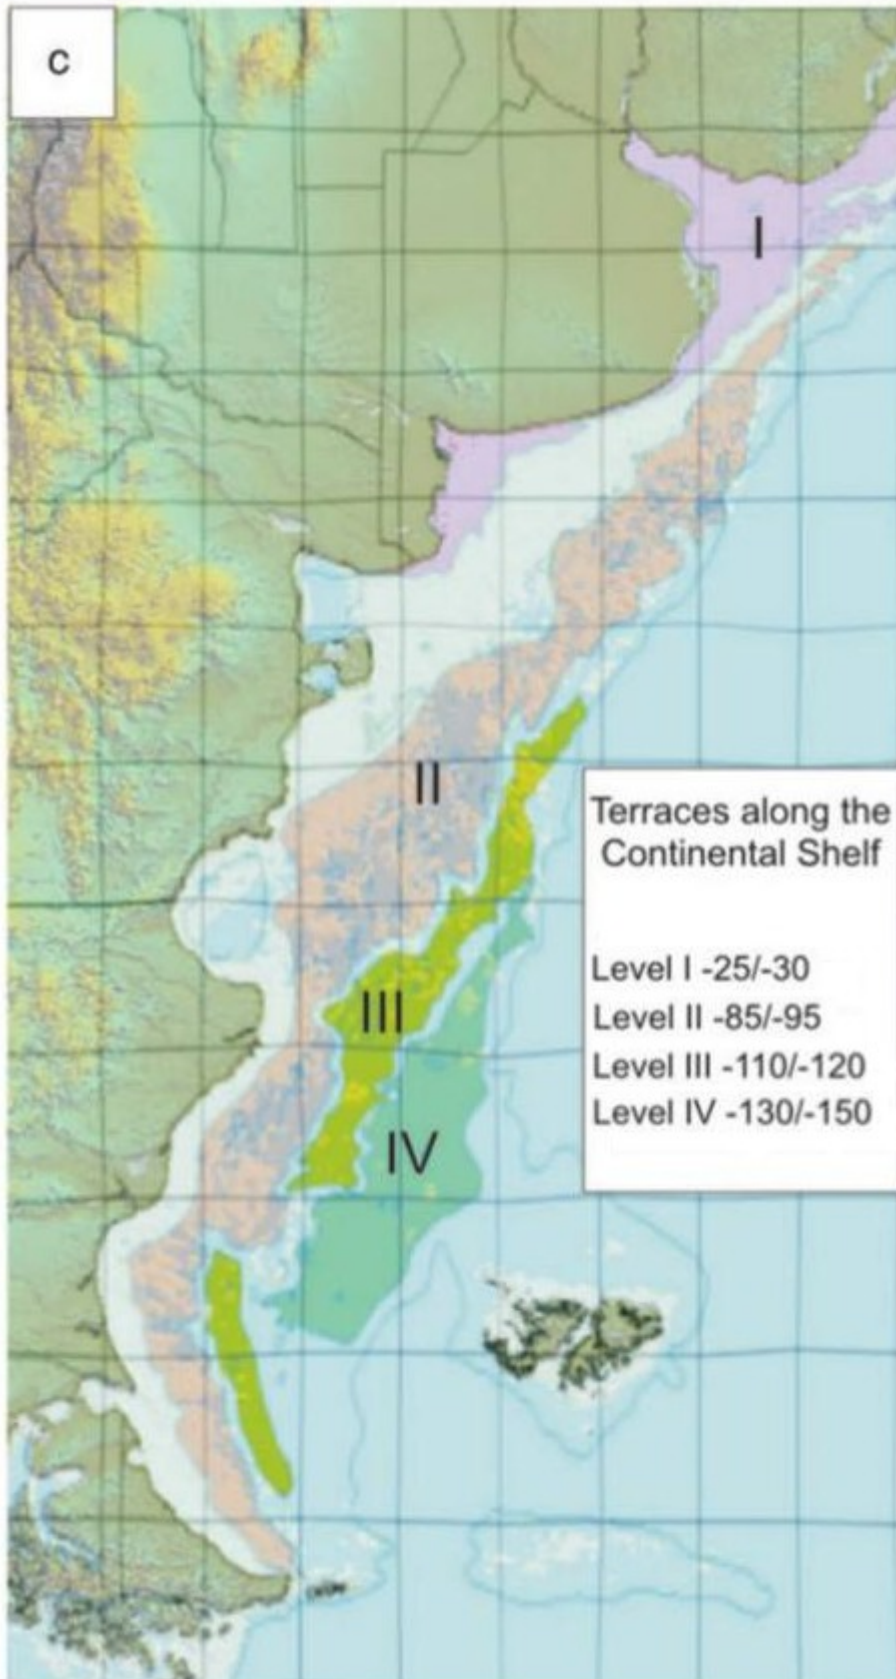 c
I
II
III
IV
Terraces along the
Continental Shelf
Level I -25/-30
Level II -85/-95
Level III -110/-120
Level IV -130/-150